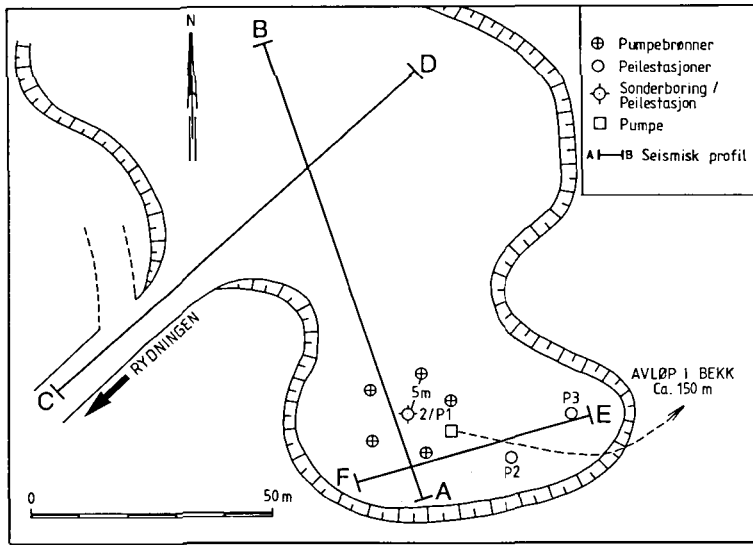 B
N
D
Pumpebrønner
Peilestasjoner
Sonderboring /
Peilestasjon
Pumpe
A B Seismisk profil
RYDNINGEN
C
AVLØP I BEKK
Ca. 150 m
5m
2/P1
P3
E
F
P2
A
0 50 m